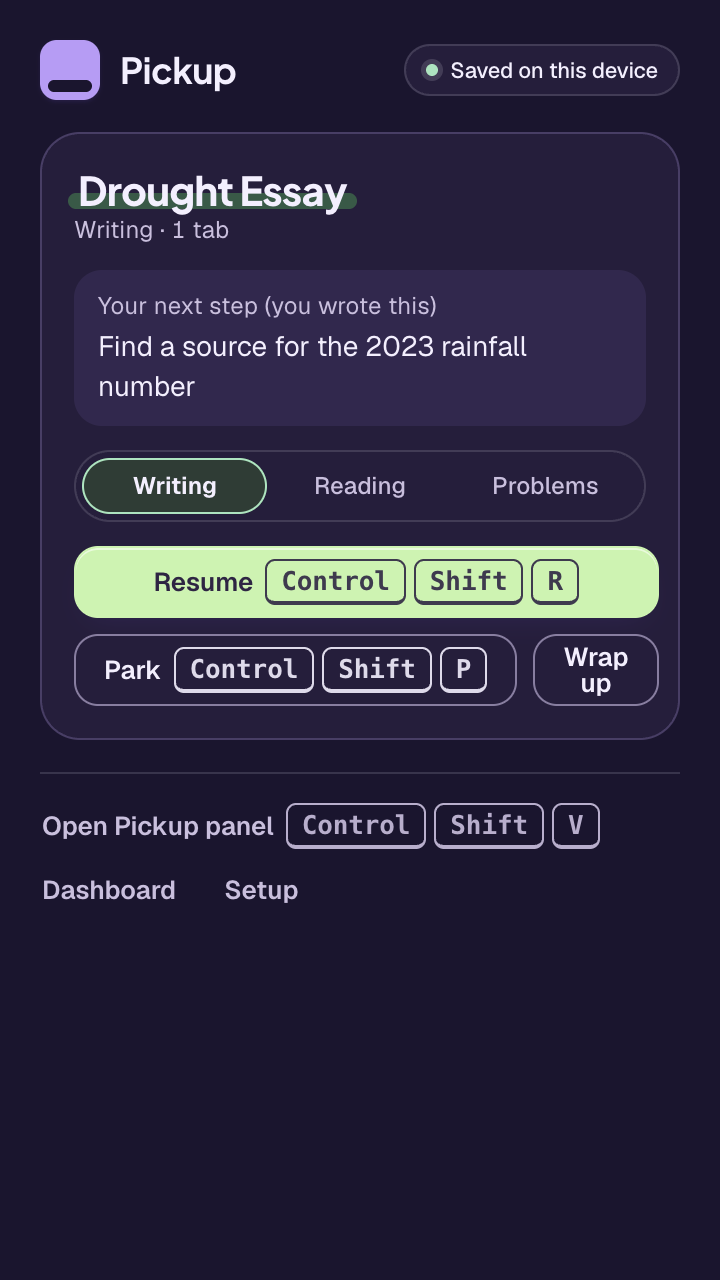 Pickup
Saved on this device
Drought Essay
Writing · 1 tab
Your next step (you wrote this)
Find a source for the 2023 rainfall
number
Writing Reading Problems
Resume Control Shift R
Park Control Shift P Wrap up
Open Pickup panel Control Shift V
Dashboard Setup